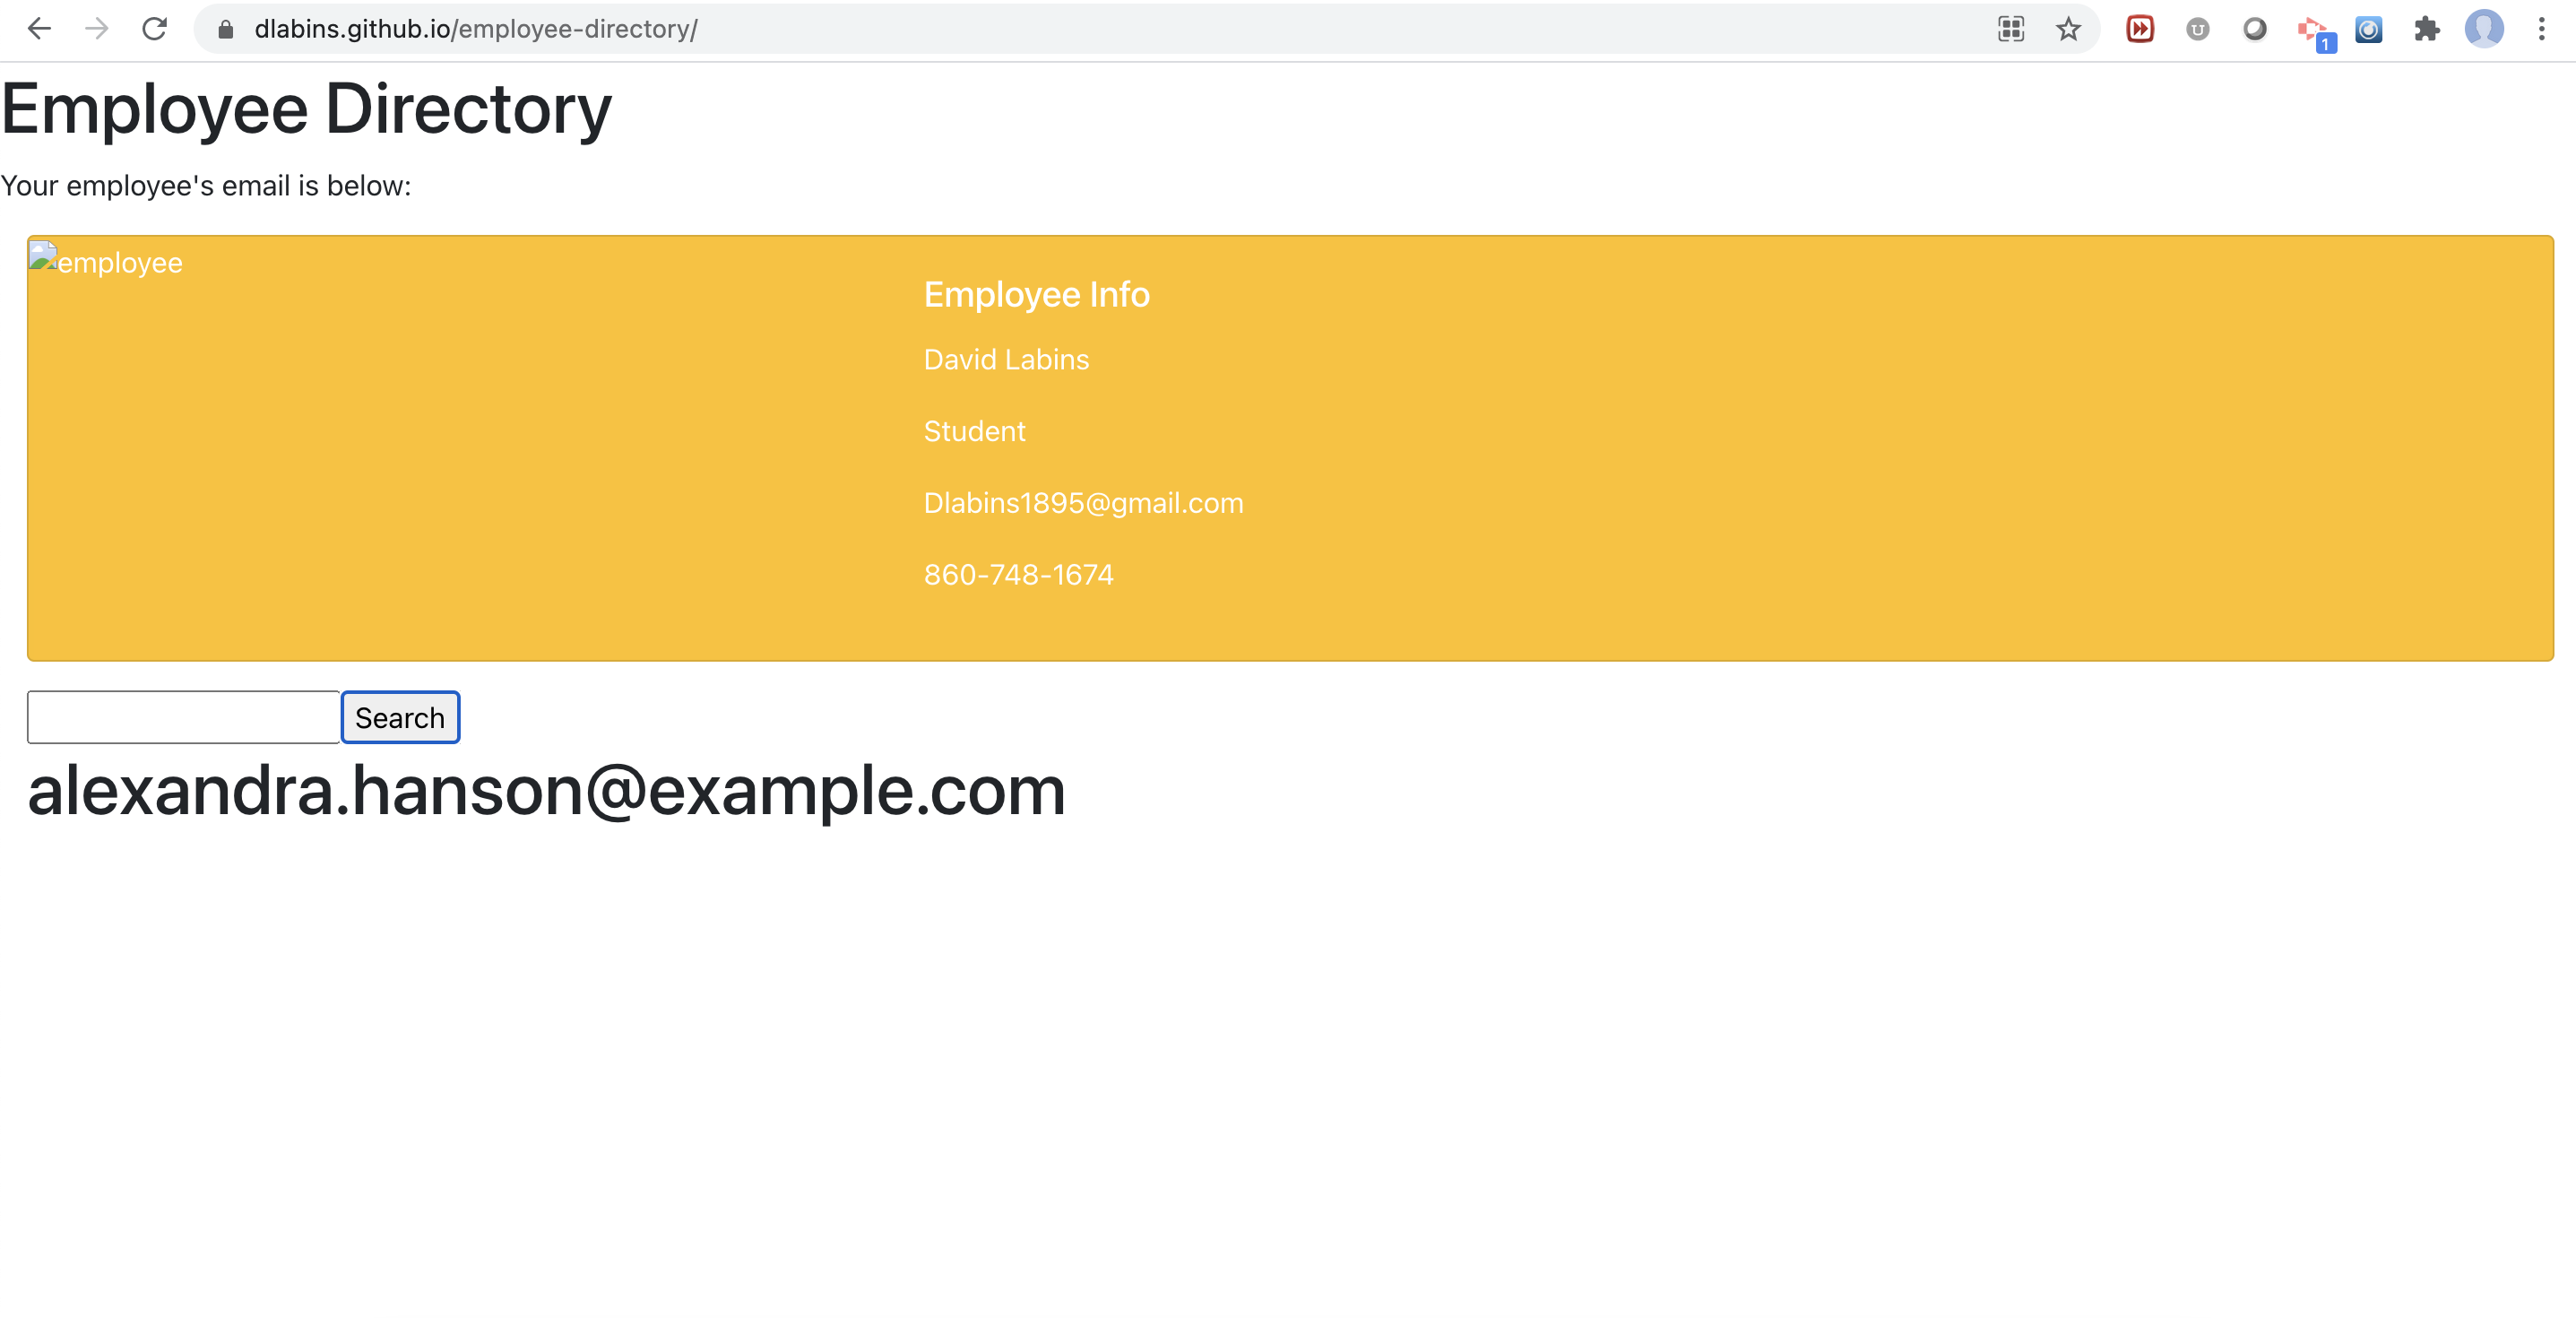 dlabins.github.io/employee-directory/
1
Employee Directory
Your employee's email is below:
employee
Employee Info
David Labins
Student
Dlabins1895@gmail.com
860-748-1674
Search
alexandra.hanson@example.com